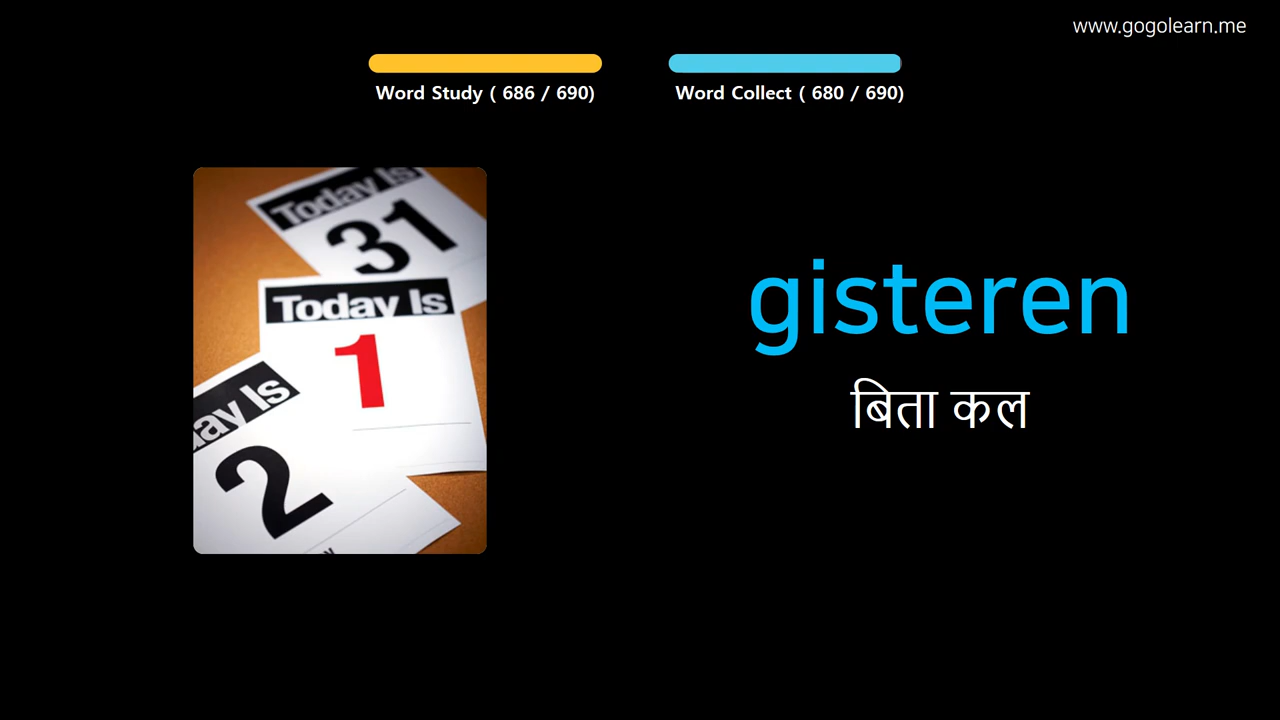 www.gogolearn.me
Word Study ( 686 / 690)
Word Collect ( 680 / 690)
Today Is
31
Today Is
1
ay Is
2
gisteren
बिता कल